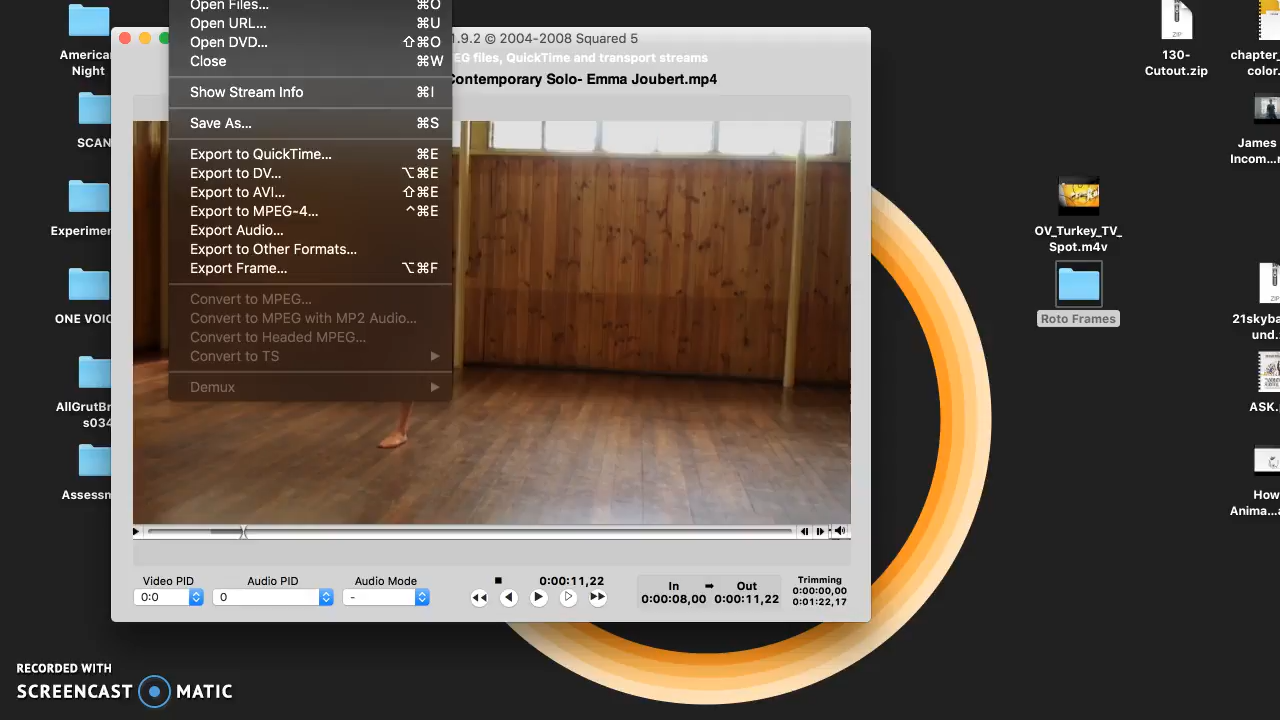 Open Files... ⌘O
Open URL... ⌘U
Open DVD... ⇧⌘O
Close ⌘W
Show Stream Info ⌘I
Save As... ⌘S
Export to QuickTime... ⌘E
Export to DV... ⌥⌘E
Export to AVI... ⇧⌘E
Export to MPEG-4... ^⌘E
Export Audio...
Export to Other Formats...
Export Frame... ⌥⌘F
Convert to MPEG...
Convert to MPEG with MP2 Audio...
Convert to Headed MPEG...
Convert to TS
Demux
1.9.2 © 2004-2008 Squared 5
EG files, QuickTime and transport streams
Contemporary Solo- Emma Joubert.mp4
Video PID
0:0
Audio PID
0
Audio Mode
-
0:00:11,22
In ➡ Out
0:00:08,00 0:00:11,22
Trimming
0:00:00,00
0:01:22,17
American
Night
SCAN
Experimen
ONE VOIC
AllGrutBr
s034
Assessm
130-
Cutout.zip
chapter_
color.
James
Incom...
OV_Turkey_TV_
Spot.m4v
Roto Frames
21skyba
und.
ASK.
How
Anima...
RECORDED WITH
SCREENCAST MATIC